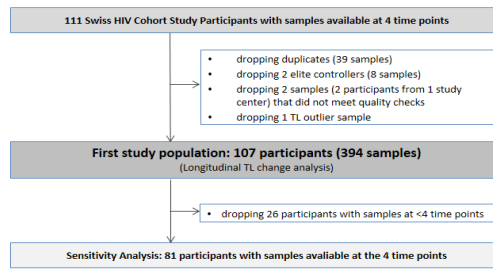 111 Swiss HIV Cohort Study Participants with samples available at 4 time points
• dropping duplicates (39 samples)
• dropping 2 elite controllers (8 samples)
• dropping 2 samples (2 participants from 1 study
center) that did not meet quality checks
• dropping 1 TL outlier sample
First study population: 107 participants (394 samples)
(Longitudinal TL change analysis)
• dropping 26 participants with samples at <4 time points
Sensitivity Analysis: 81 participants with samples avaliable at the 4 time points